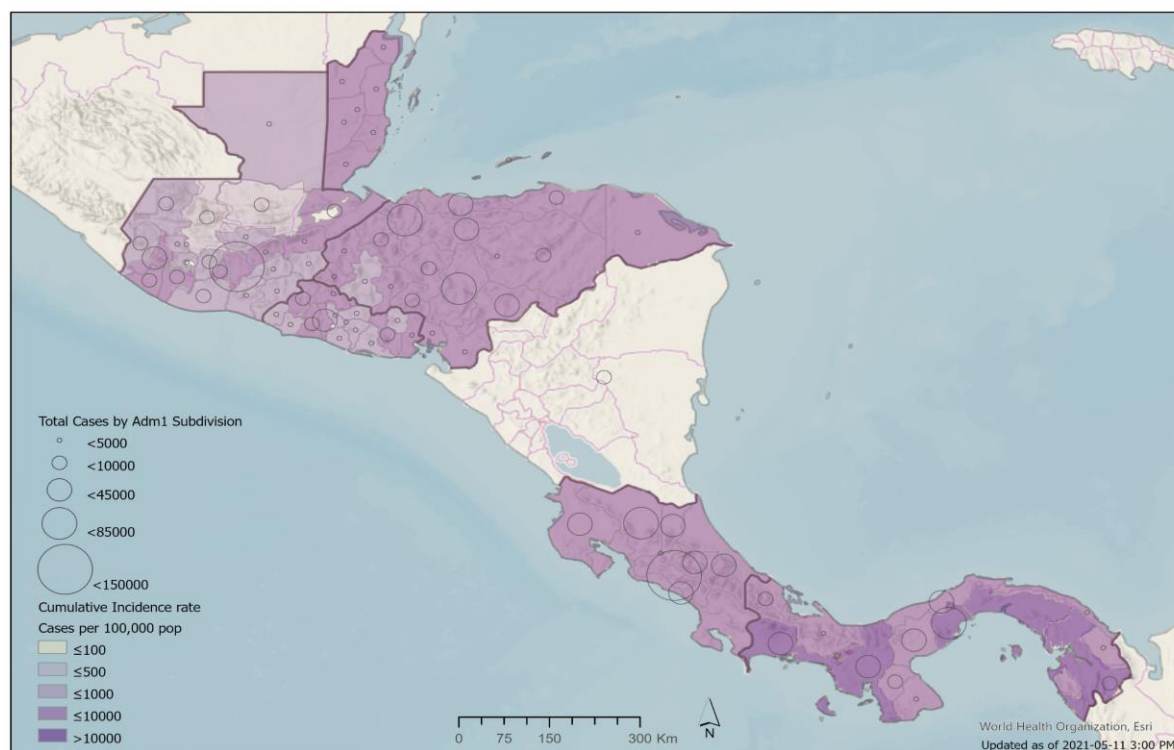 Total Cases by Adm1 Subdivision
<5000
<10000
<45000
<85000
<150000
Cumulative Incidence rate
Cases per 100,000 pop
≤100
≤500
≤1000
≤10000
>10000
0 75 150 300 Km
N
World Health Organization, Esri
Updated as of 2021-05-11 3:00 PM